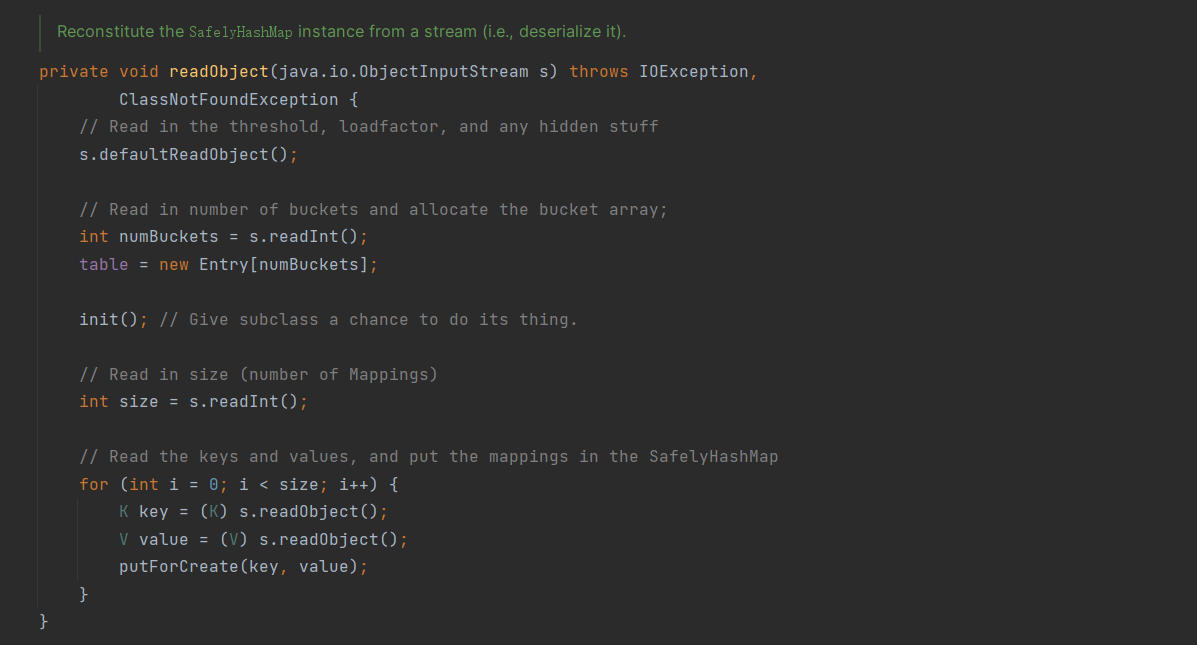 Reconstitute the SafelyHashMap instance from a stream (i.e., deserialize it).
private void readObject(java.io.ObjectInputStream s) throws IOException,
        ClassNotFoundException {
    // Read in the threshold, loadfactor, and any hidden stuff
    s.defaultReadObject();

    // Read in number of buckets and allocate the bucket array;
    int numBuckets = s.readInt();
    table = new Entry[numBuckets];

    init(); // Give subclass a chance to do its thing.

    // Read in size (number of Mappings)
    int size = s.readInt();

    // Read the keys and values, and put the mappings in the SafelyHashMap
    for (int i = 0; i < size; i++) {
        K key = (K) s.readObject();
        V value = (V) s.readObject();
        putForCreate(key, value);
    }
}